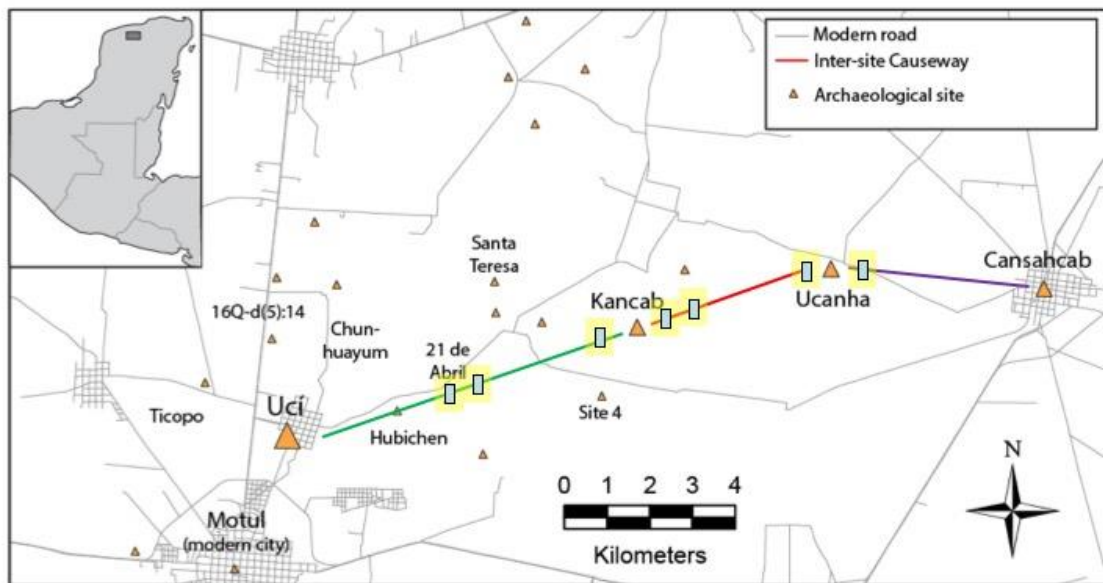 Modern road
Inter-site Causeway
Archaeological site
Santa
Teresa
Cansahcab
Kancab
Ucanha
16Q-d(5):14
Chun-
huayum
21 de
Abril
Ticopo
Ucí
Hubichen
Site 4
N
0 1 2 3 4
Kilometers
Motul
(modern city)